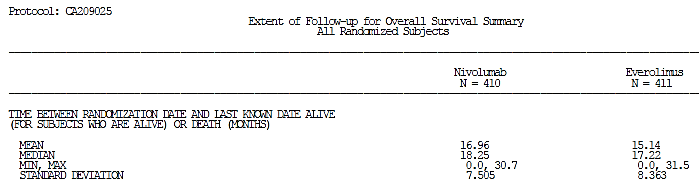 Protocol: CA209025
Extent of Follow-up for Overall Survival Summary
All Randomized Subjects
Nivolumab Everolimus
N = 410 N = 411
TIME BETWEEN RANDOMIZATION DATE AND LAST KNOWN DATE ALIVE
(FOR SUBJECTS WHO ARE ALIVE) OR DEATH (MONTHS)
MEAN 16.96 15.14
MEDIAN 18.25 17.22
MIN, MAX 0.0, 30.7 0.0, 31.5
STANDARD DEVIATION 7.505 8.363